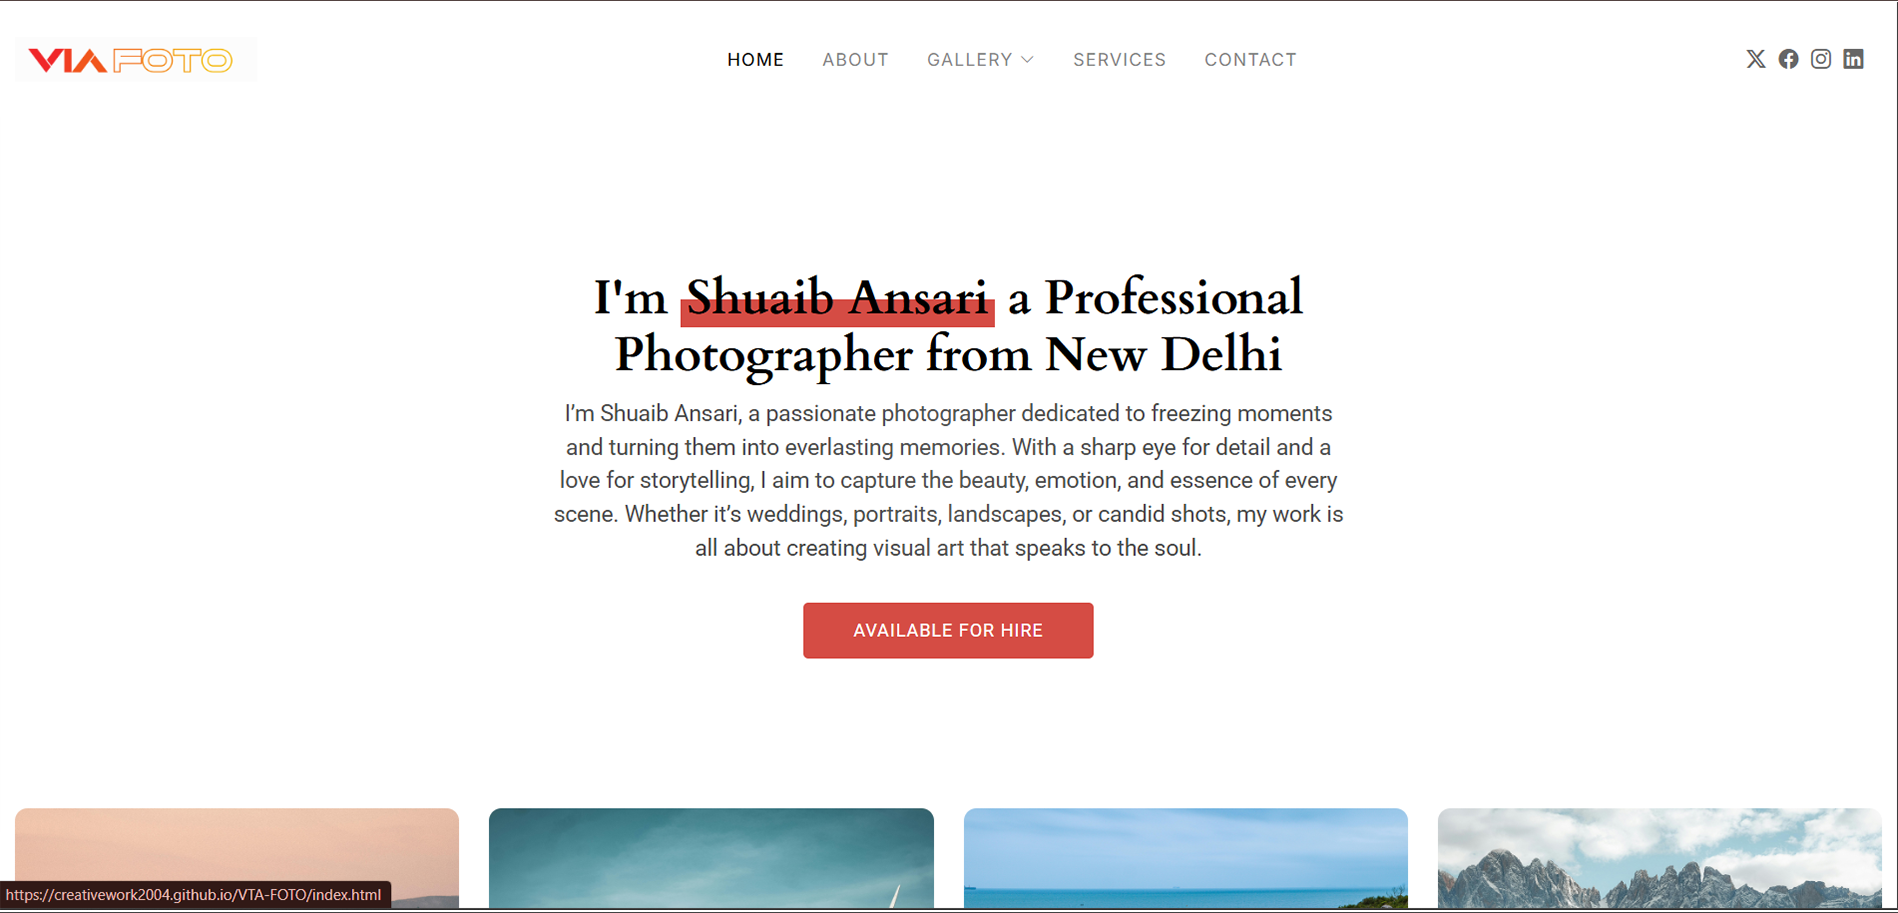 VIA FOTO
HOME ABOUT GALLERY SERVICES CONTACT
I'm Shuaib Ansari a Professional
Photographer from New Delhi
I’m Shuaib Ansari, a passionate photographer dedicated to freezing moments
and turning them into everlasting memories. With a sharp eye for detail and a
love for storytelling, I aim to capture the beauty, emotion, and essence of every
scene. Whether it’s weddings, portraits, landscapes, or candid shots, my work is
all about creating visual art that speaks to the soul.
AVAILABLE FOR HIRE
https://creativework2004.github.io/VTA-FOTO/index.html